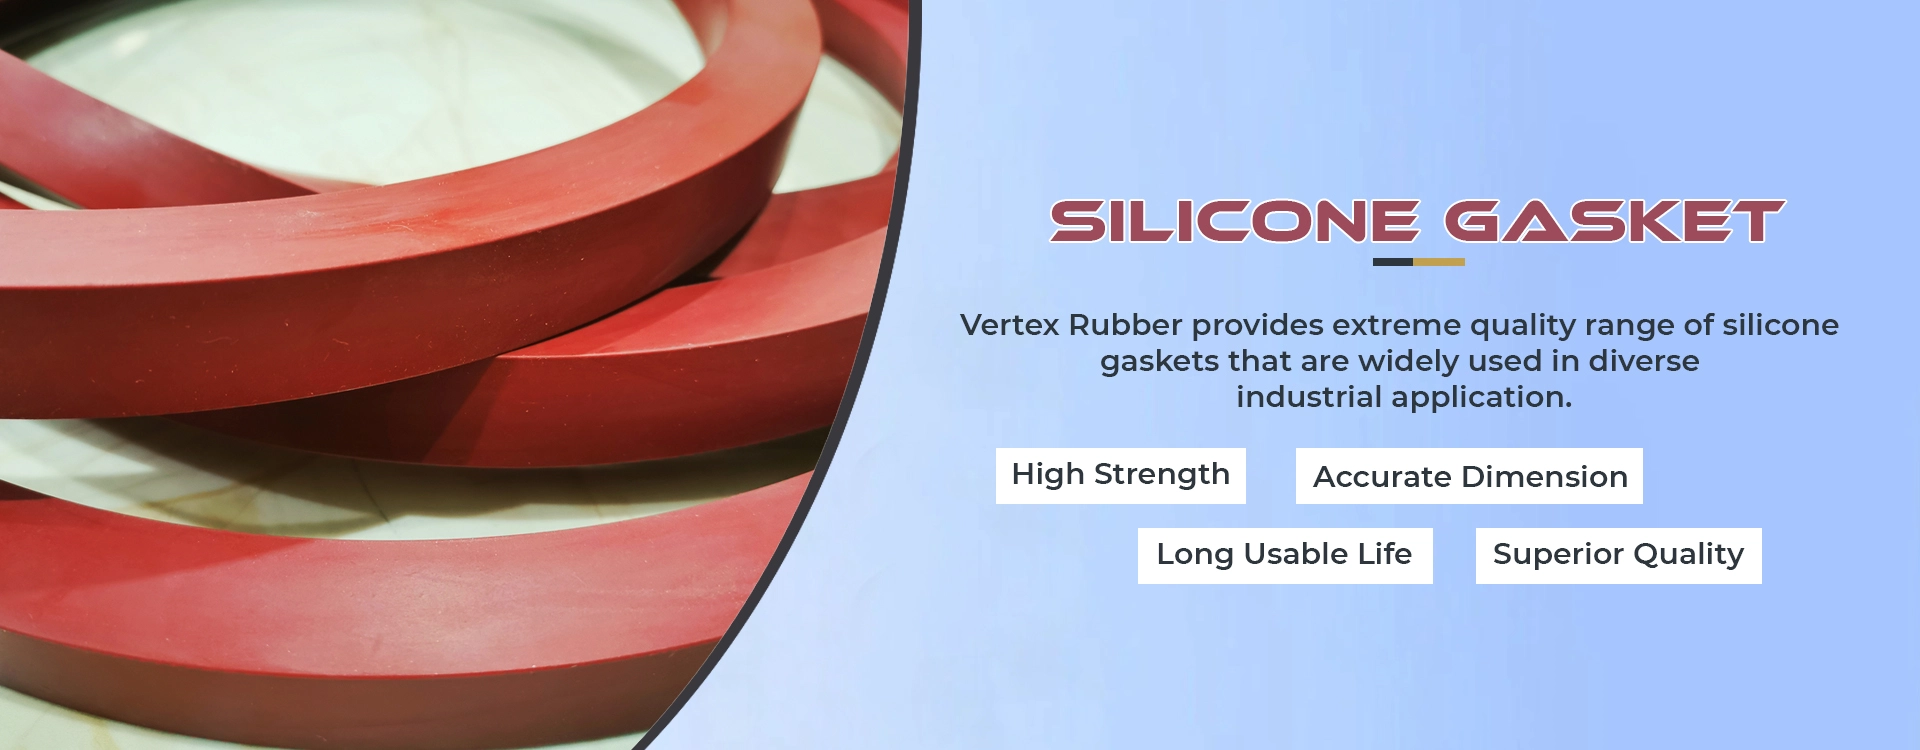 SILICONE GASKET
Vertex Rubber provides extreme quality range of silicone
gaskets that are widely used in diverse
industrial application.
High Strength
Accurate Dimension
Long Usable Life
Superior Quality